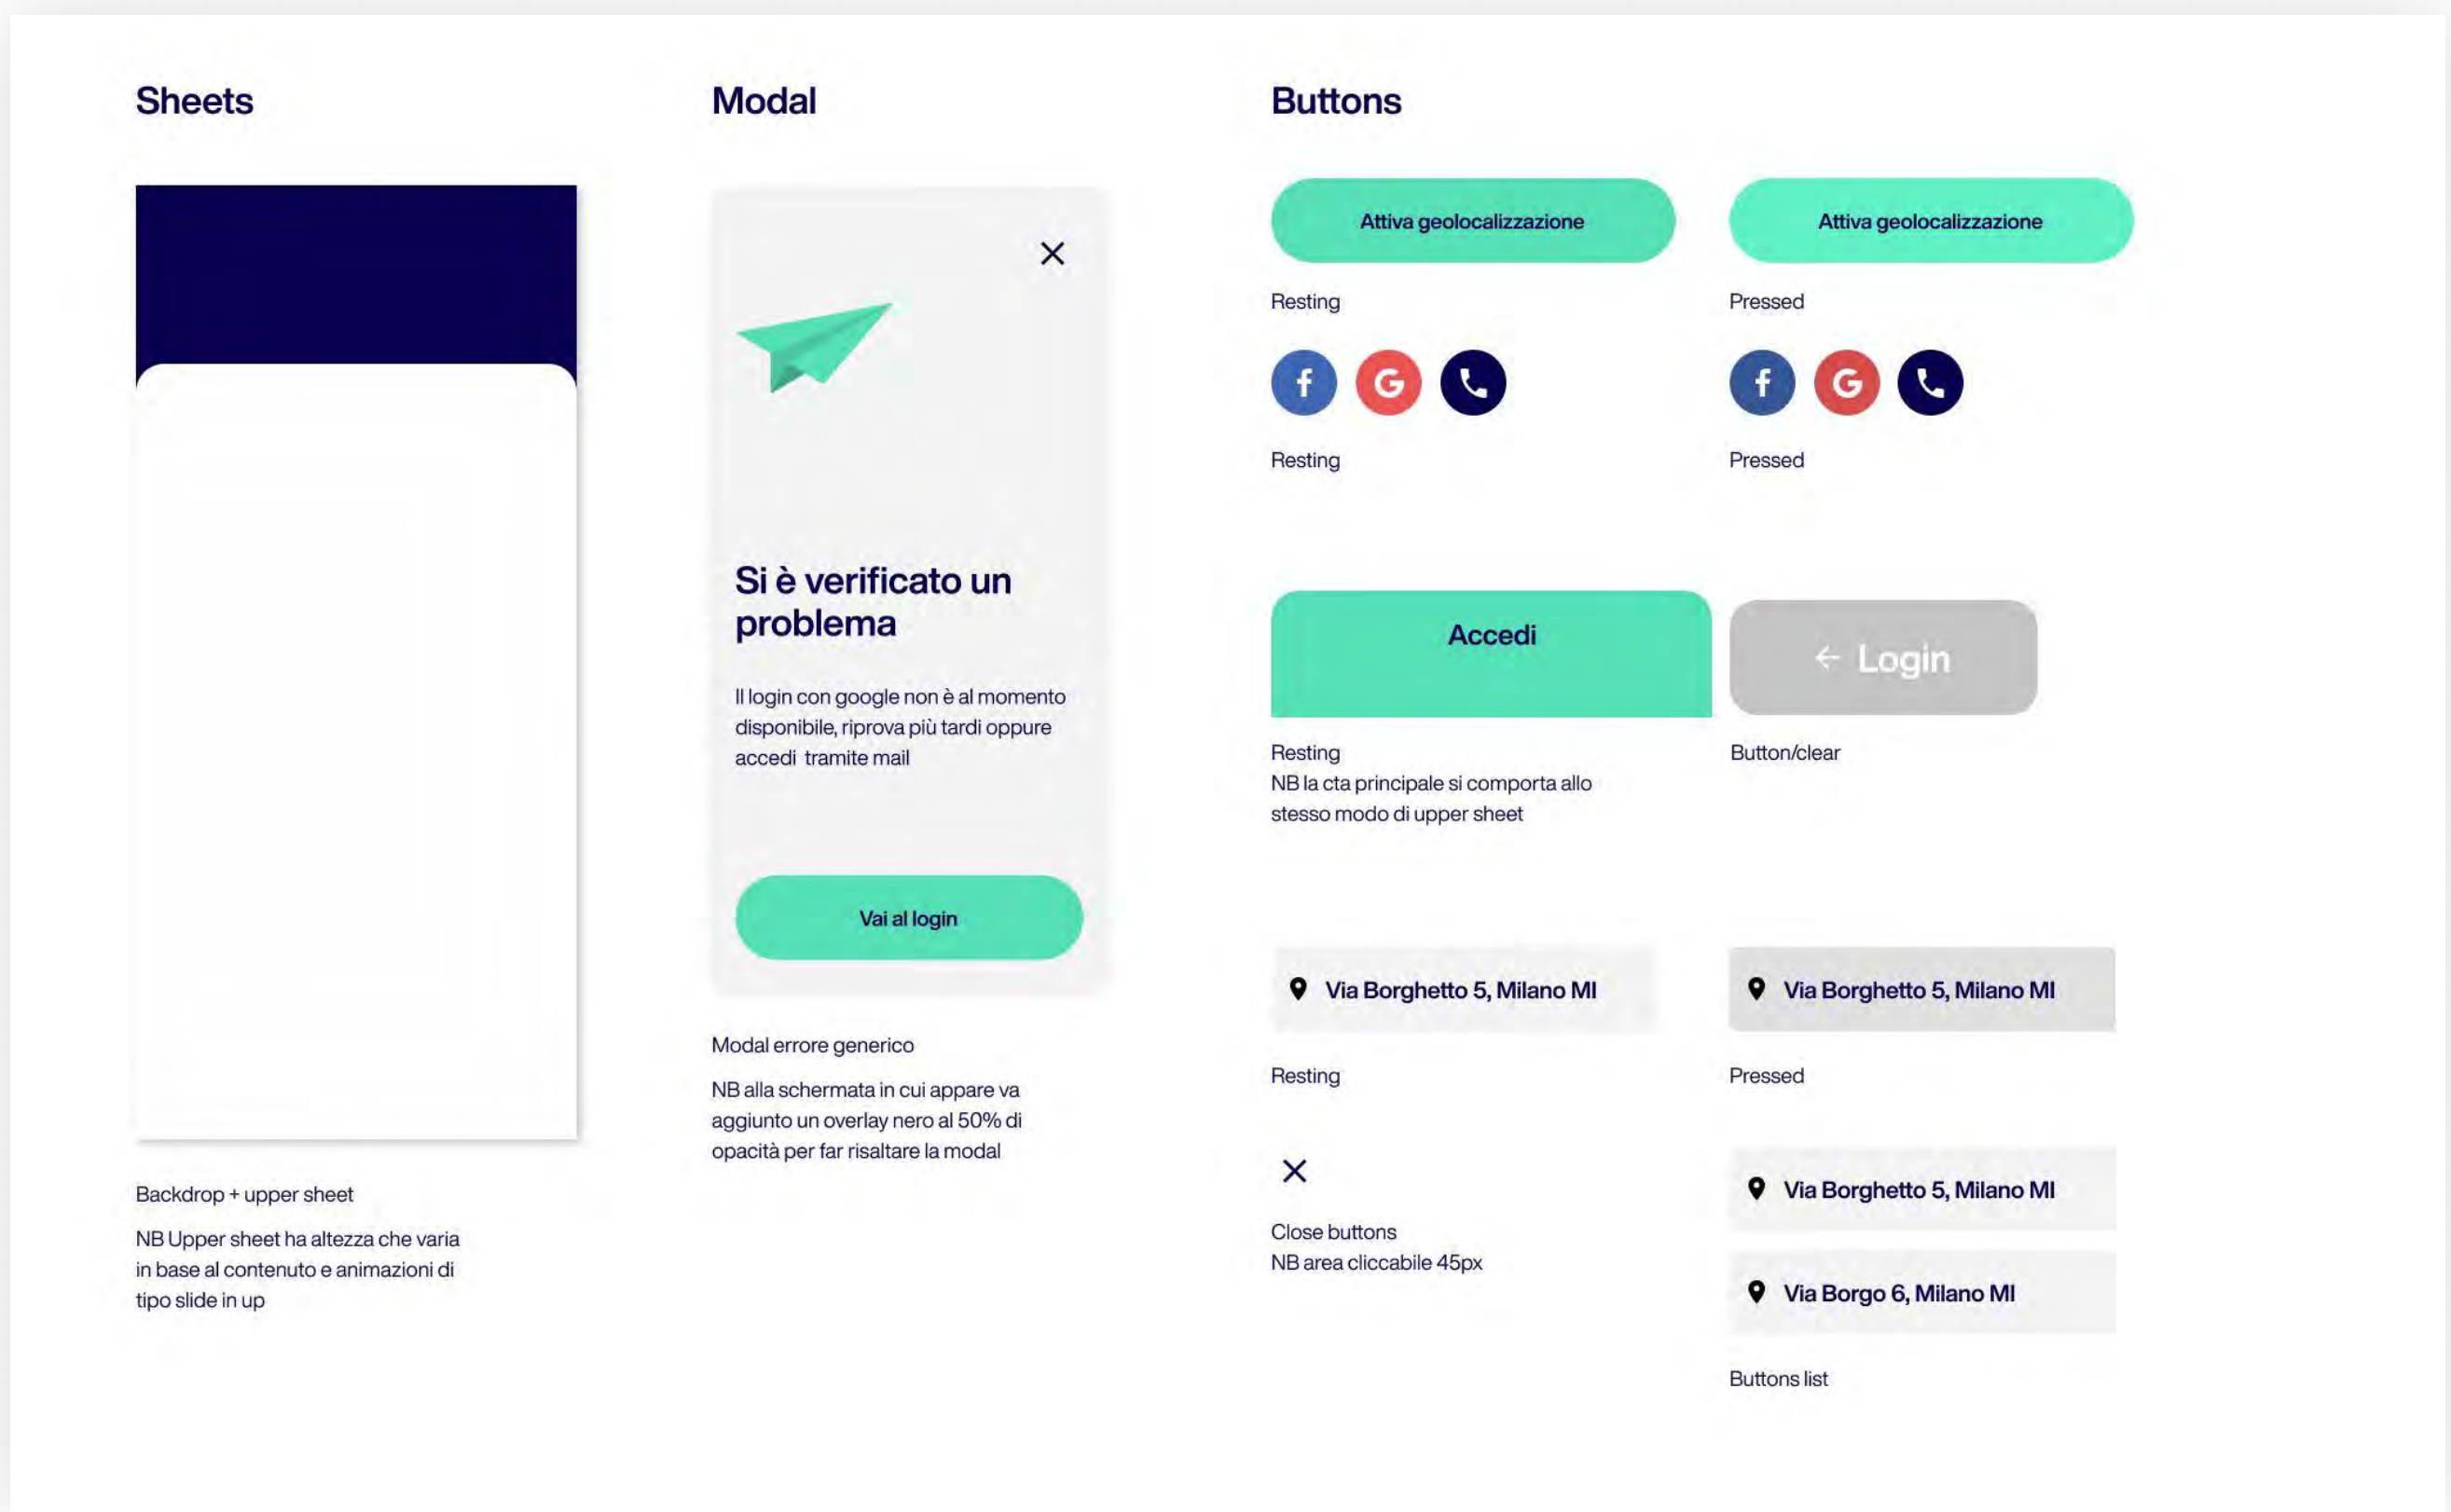 Sheets
Backdrop + upper sheet
NB Upper sheet ha altezza che varia
in base al contenuto e animazioni di
tipo slide in up
Modal
Si è verificato un
problema
Il login con google non è al momento
disponibile, riprova più tardi oppure
accedi tramite mail
Vai al login
Modal errore generico
NB alla schermata in cui appare va
aggiunto un overlay nero al 50% di
opacità per far risaltare la modal
Buttons
Attiva geolocalizzazione
Attiva geolocalizzazione
Resting
Pressed
f G
f G
Resting
Pressed
Accedi
← Login
Resting
NB la cta principale si comporta allo
stesso modo di upper sheet
Button/clear
Via Borghetto 5, Milano MI
Via Borghetto 5, Milano MI
Resting
Pressed
Close buttons
NB area cliccabile 45px
Via Borghetto 5, Milano MI
Via Borgo 6, Milano MI
Buttons list